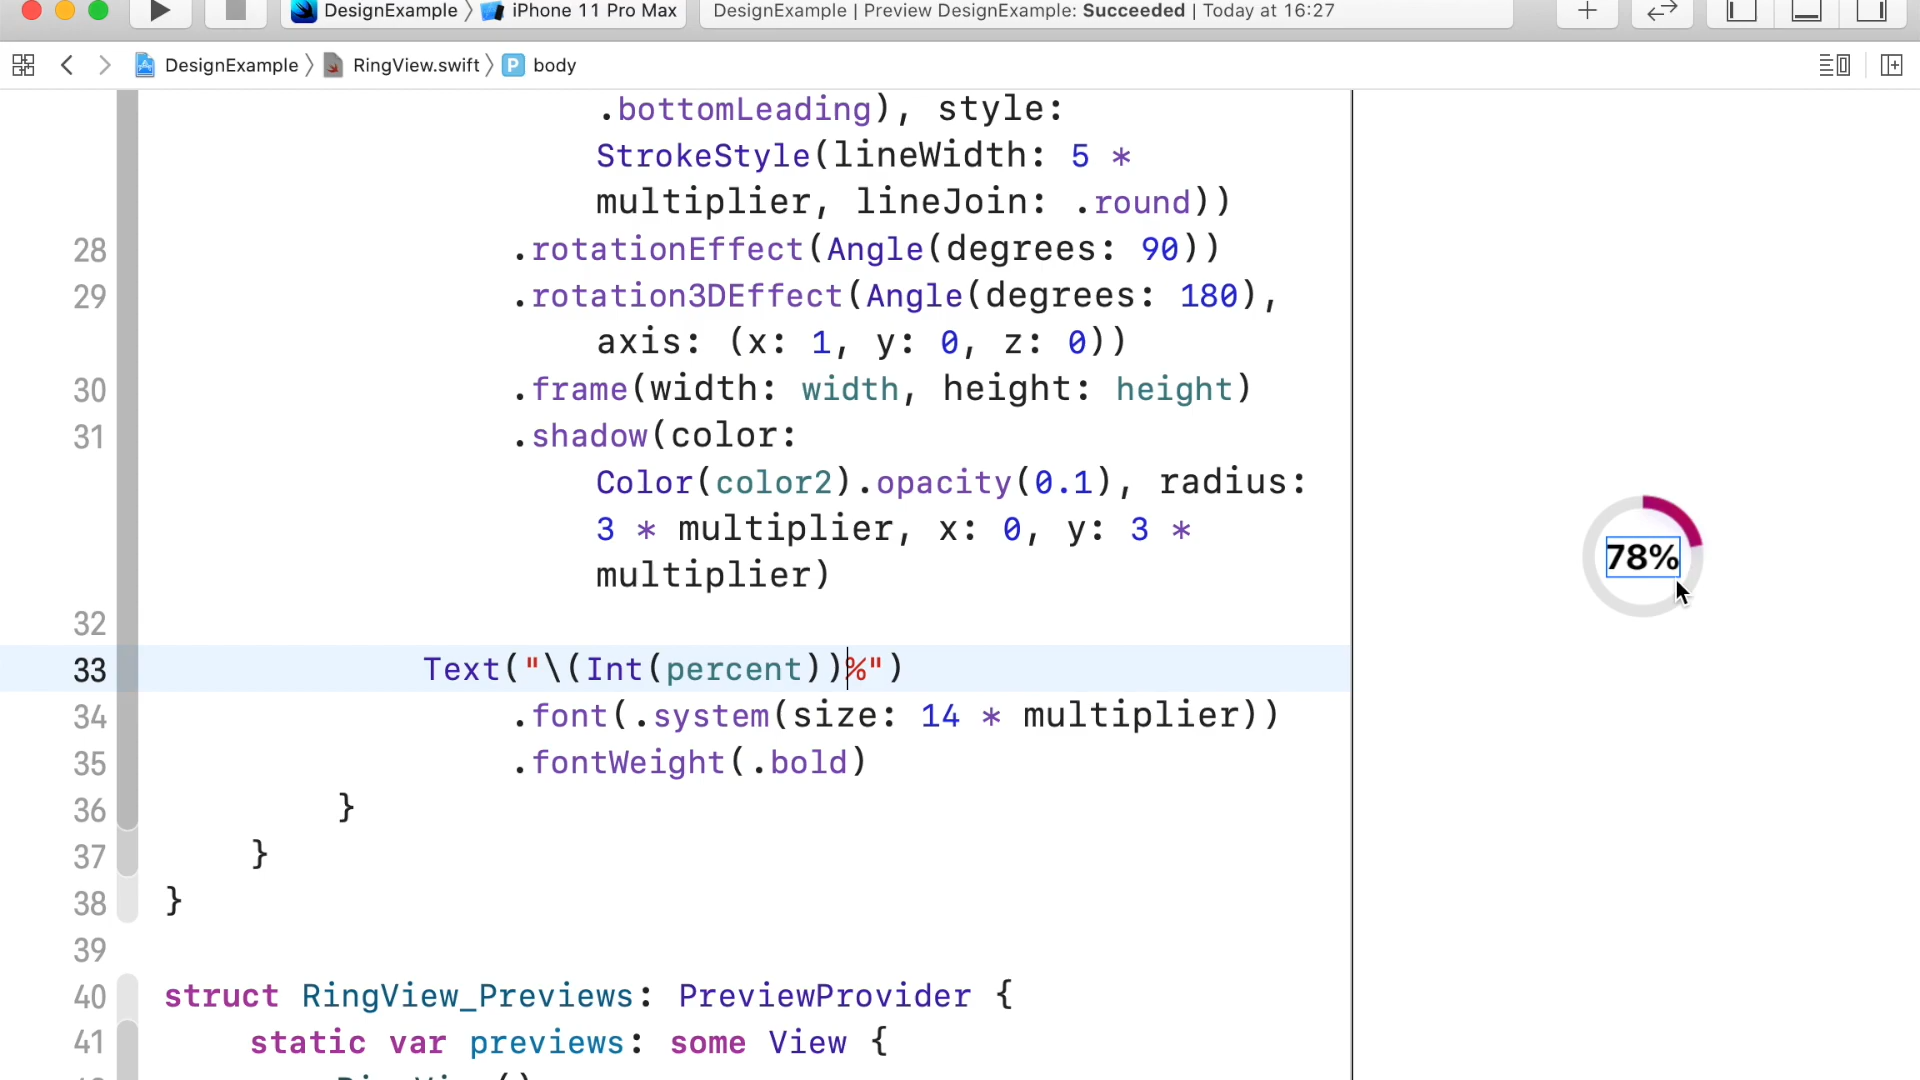 DesignExample 〉 iPhone 11 Pro Max DesignExample | Preview DesignExample: Succeeded | Today at 16:27
DesignExample 〉 RingView.swift 〉 P body
.bottomLeading), style:
StrokeStyle(lineWidth: 5 *
multiplier, lineJoin: .round))
28 .rotationEffect(Angle(degrees: 90))
29 .rotation3DEffect(Angle(degrees: 180),
axis: (x: 1, y: 0, z: 0))
30 .frame(width: width, height: height)
31 .shadow(color:
Color(color2).opacity(0.1), radius:
3 * multiplier, x: 0, y: 3 *
multiplier)
32
33 Text("\(Int(percent))%")
34 .font(.system(size: 14 * multiplier))
35 .fontWeight(.bold)
36 }
37 }
38 }
39
40 struct RingView_Previews: PreviewProvider {
41 static var previews: some View {
78%